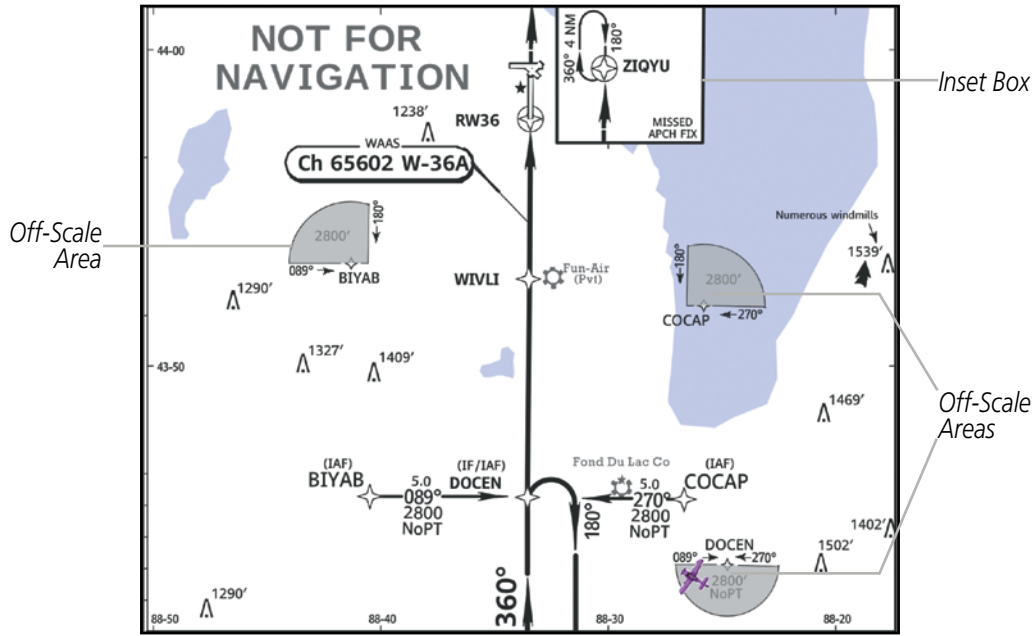 44-00
NOT FOR
NAVIGATION
360° 4 NM
180°
ZIQYU
MISSED
APCH FIX
Inset Box
1238'
RW36
WAAS
Ch 65602 W-36A
Off-Scale
Area
2800'
180°
089°
BIYAB
WIVLI
Fun-Air
(Pvt)
Numerous windmills
1539'
180°
2800'
270°
COCAP
1290'
1327'
1409'
43-50
1469'
Off-Scale
Areas
(IAF)
BIYAB
5.0
089°
2800
NoPT
(IF/IAF)
DOCEN
Fond Du Lac Co
5.0
270°
2800
NoPT
(IAF)
COCAP
180°
1402'
1502'
DOCEN
089°
270°
2800'
NoPT
360°
1290'
88-50
88-40
88-30
88-20